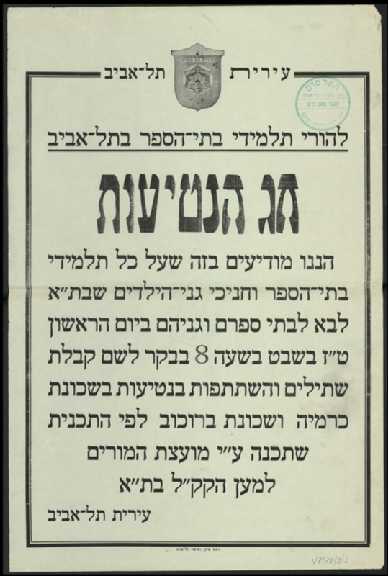 עירית תל־אביב
להורי תלמידי בתי־הספר בתל־אביב
חג הנטיעות
הננו מודיעים בזה שעל כל תלמידי
בתי־הספר וחניכי גני־הילדים שבת״א
לבא לבתי ספרם וגניהם ביום הראשון
ט״ז בשבט בשעה 8 בבקר לשם קבלת
שתילים והשתתפות בנטיעות בשכונת
כרמיה ושכונת ברוכוב לפי התכנית
שתכנה ע״י מועצת המורים
למען הקק״ל בת״א
עירית תל־אביב